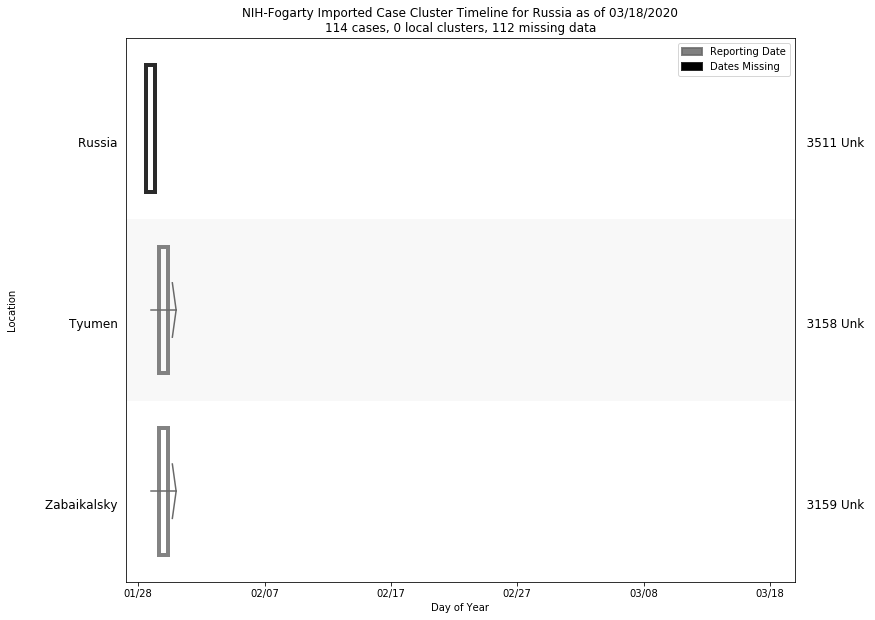 NIH-Fogarty Imported Case Cluster Timeline for Russia as of 03/18/2020
114 cases, 0 local clusters, 112 missing data
Reporting Date
Dates Missing
Russia
3511 Unk
Location
Tyumen
3158 Unk
Zabaikalsky
3159 Unk
01/28 02/07 02/17 02/27 03/08 03/18
Day of Year